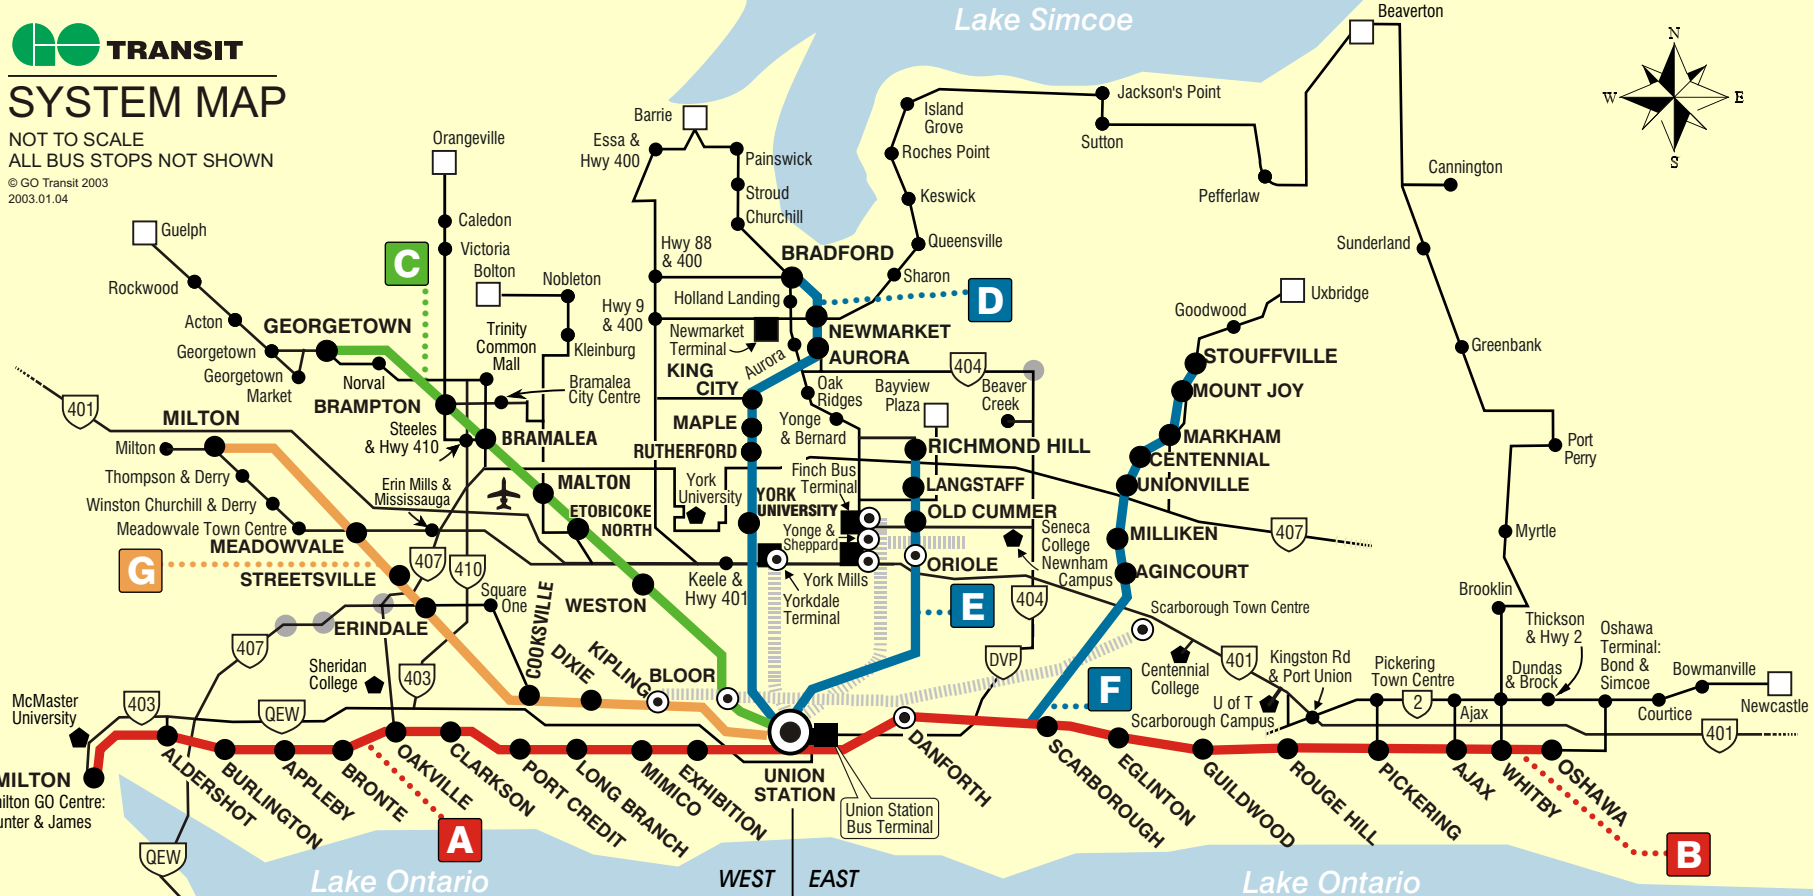 GO TRANSIT
SYSTEM MAP
NOT TO SCALE
ALL BUS STOPS NOT SHOWN
© GO Transit 2003
2003.01.04
Lake Simcoe
Beaverton
N
W
E
S
Barrie
Essa &
Hwy 400
Painswick
Stroud
Churchill
Island
Grove
Roches Point
Keswick
Queensville
Sharon
Jackson's Point
Sutton
Pefferlaw
Cannington
Sunderland
Greenbank
Port
Perry
Myrtle
Brooklin
Orangeville
Caledon
Victoria
Bolton
Nobleton
Kleinburg
Trinity
Common
Mall
Bramalea
City Centre
Guelph
Rockwood
Acton
Georgetown
Georgetown
Market
GEORGETOWN
Norval
C
BRAMPTON
Steeles
& Hwy 410
BRAMALEA
MALTON
ETOBICOKE
NORTH
WESTON
BLOOR
Hwy 88
& 400
Hwy 9
& 400
BRADFORD
Holland Landing
Newmarket
Terminal
Aurora
D
NEWMARKET
AURORA
KING
CITY
MAPLE
RUTHERFORD
YORK
UNIVERSITY
York
University
Oak
Ridges
Yonge
& Bernard
Bayview
Plaza
404
Beaver
Creek
Finch Bus
Terminal
Yonge &
Sheppard
York Mills
Yorkdale
Terminal
Keele &
Hwy 401
RICHMOND HILL
LANGSTAFF
OLD CUMMER
ORIOLE
E
Seneca
College
Newnham
Campus
404
DVP
Uxbridge
Goodwood
STOUFFVILLE
MOUNT JOY
MARKHAM
CENTENNIAL
UNIONVILLE
MILLIKEN
AGINCOURT
407
F
Scarborough Town Centre
Centennial
College
401
U of T
Scarborough Campus
Kingston Rd
& Port Union
Pickering
Town Centre
2
Ajax
Thickson
& Hwy 2
Dundas
& Brock
Oshawa
Terminal:
Bond &
Simcoe
Courtice
Bowmanville
Newcastle
401
401
MILTON
Milton
Thompson & Derry
Winston Churchill & Derry
Meadowvale Town Centre
Erin Mills &
Mississauga
MEADOWVALE
G
STREETSVILLE
ERINDALE
407
410
Square
One
COOKSVILLE
DIXIE
KIPLING
407
Sheridan
College
403
McMaster
University
403
QEW
QEW
MILTON
ilton GO Centre:
unter & James
ALDERSHOT
BURLINGTON
APPLEBY
BRONTE
OAKVILLE
CLARKSON
PORT CREDIT
LONG BRANCH
MIMICO
EXHIBITION
A
UNION
STATION
Union Station
Bus Terminal
DANFORTH
SCARBOROUGH
EGLINTON
GUILDWOOD
ROUGE HILL
PICKERING
AJAX
WHITBY
OSHAWA
B
Lake Ontario
WEST
EAST
Lake Ontario